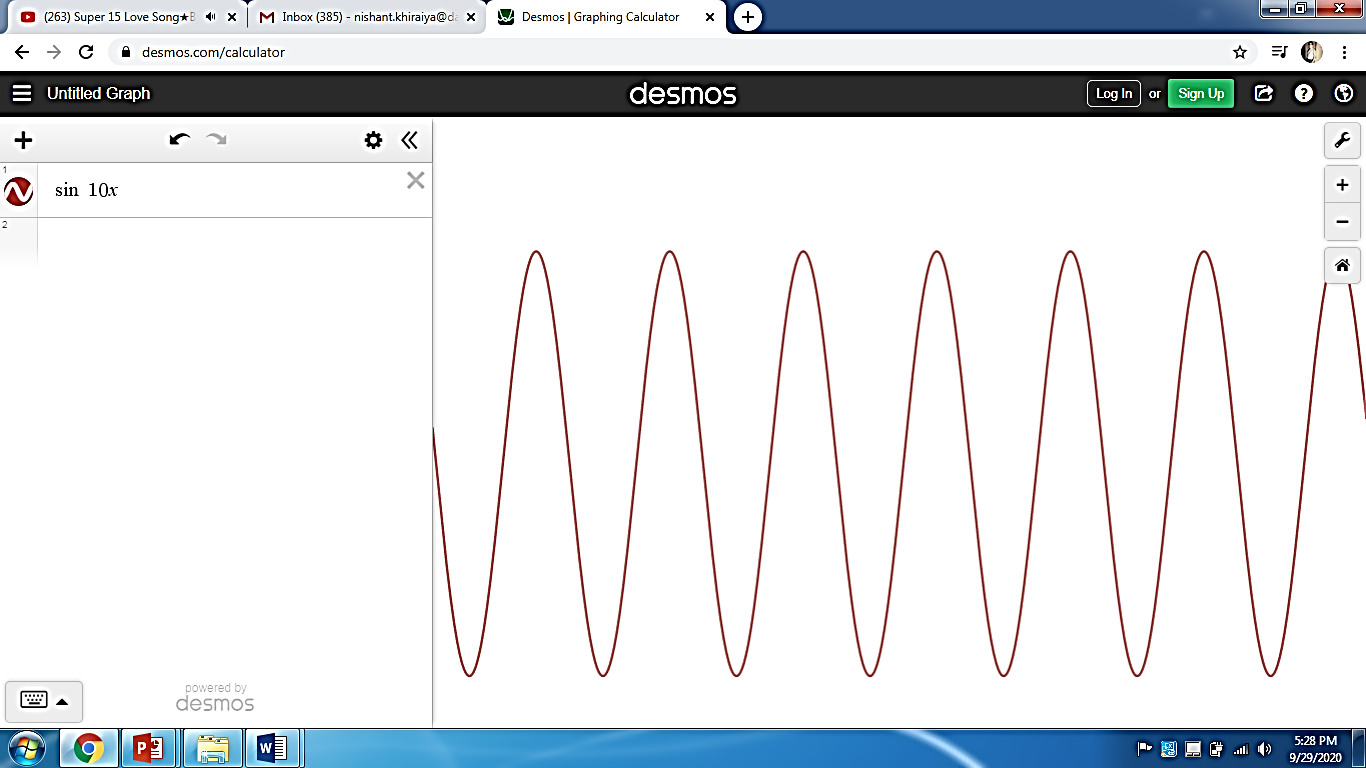 (263) Super 15 Love Song★B
Inbox (385) - nishant.khiraiya@d
Desmos | Graphing Calculator
desmos.com/calculator
Untitled Graph
desmos
Log In or Sign Up
1
sin 10x
2
powered by
desmos
5:28 PM
9/29/2020